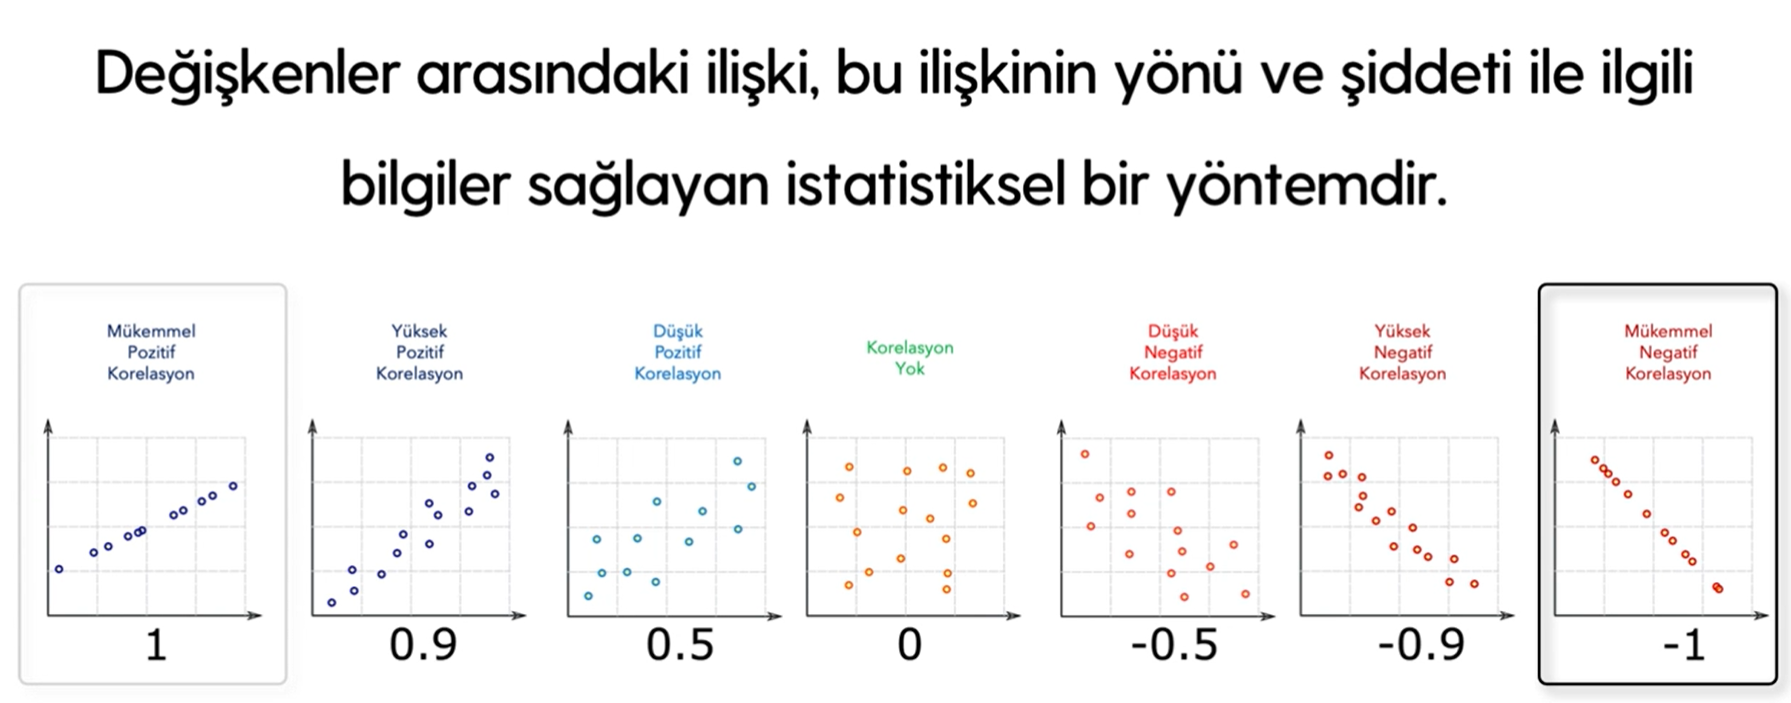 Değişkenler arasındaki ilişki, bu ilişkinin yönü ve şiddeti ile ilgili
bilgiler sağlayan istatistiksel bir yöntemdir.
Mükemmel
Pozitif
Korelasyon
1
Yüksek
Pozitif
Korelasyon
0.9
Düşük
Pozitif
Korelasyon
0.5
Korelasyon
Yok
0
Düşük
Negatif
Korelasyon
-0.5
Yüksek
Negatif
Korelasyon
-0.9
Mükemmel
Negatif
Korelasyon
-1